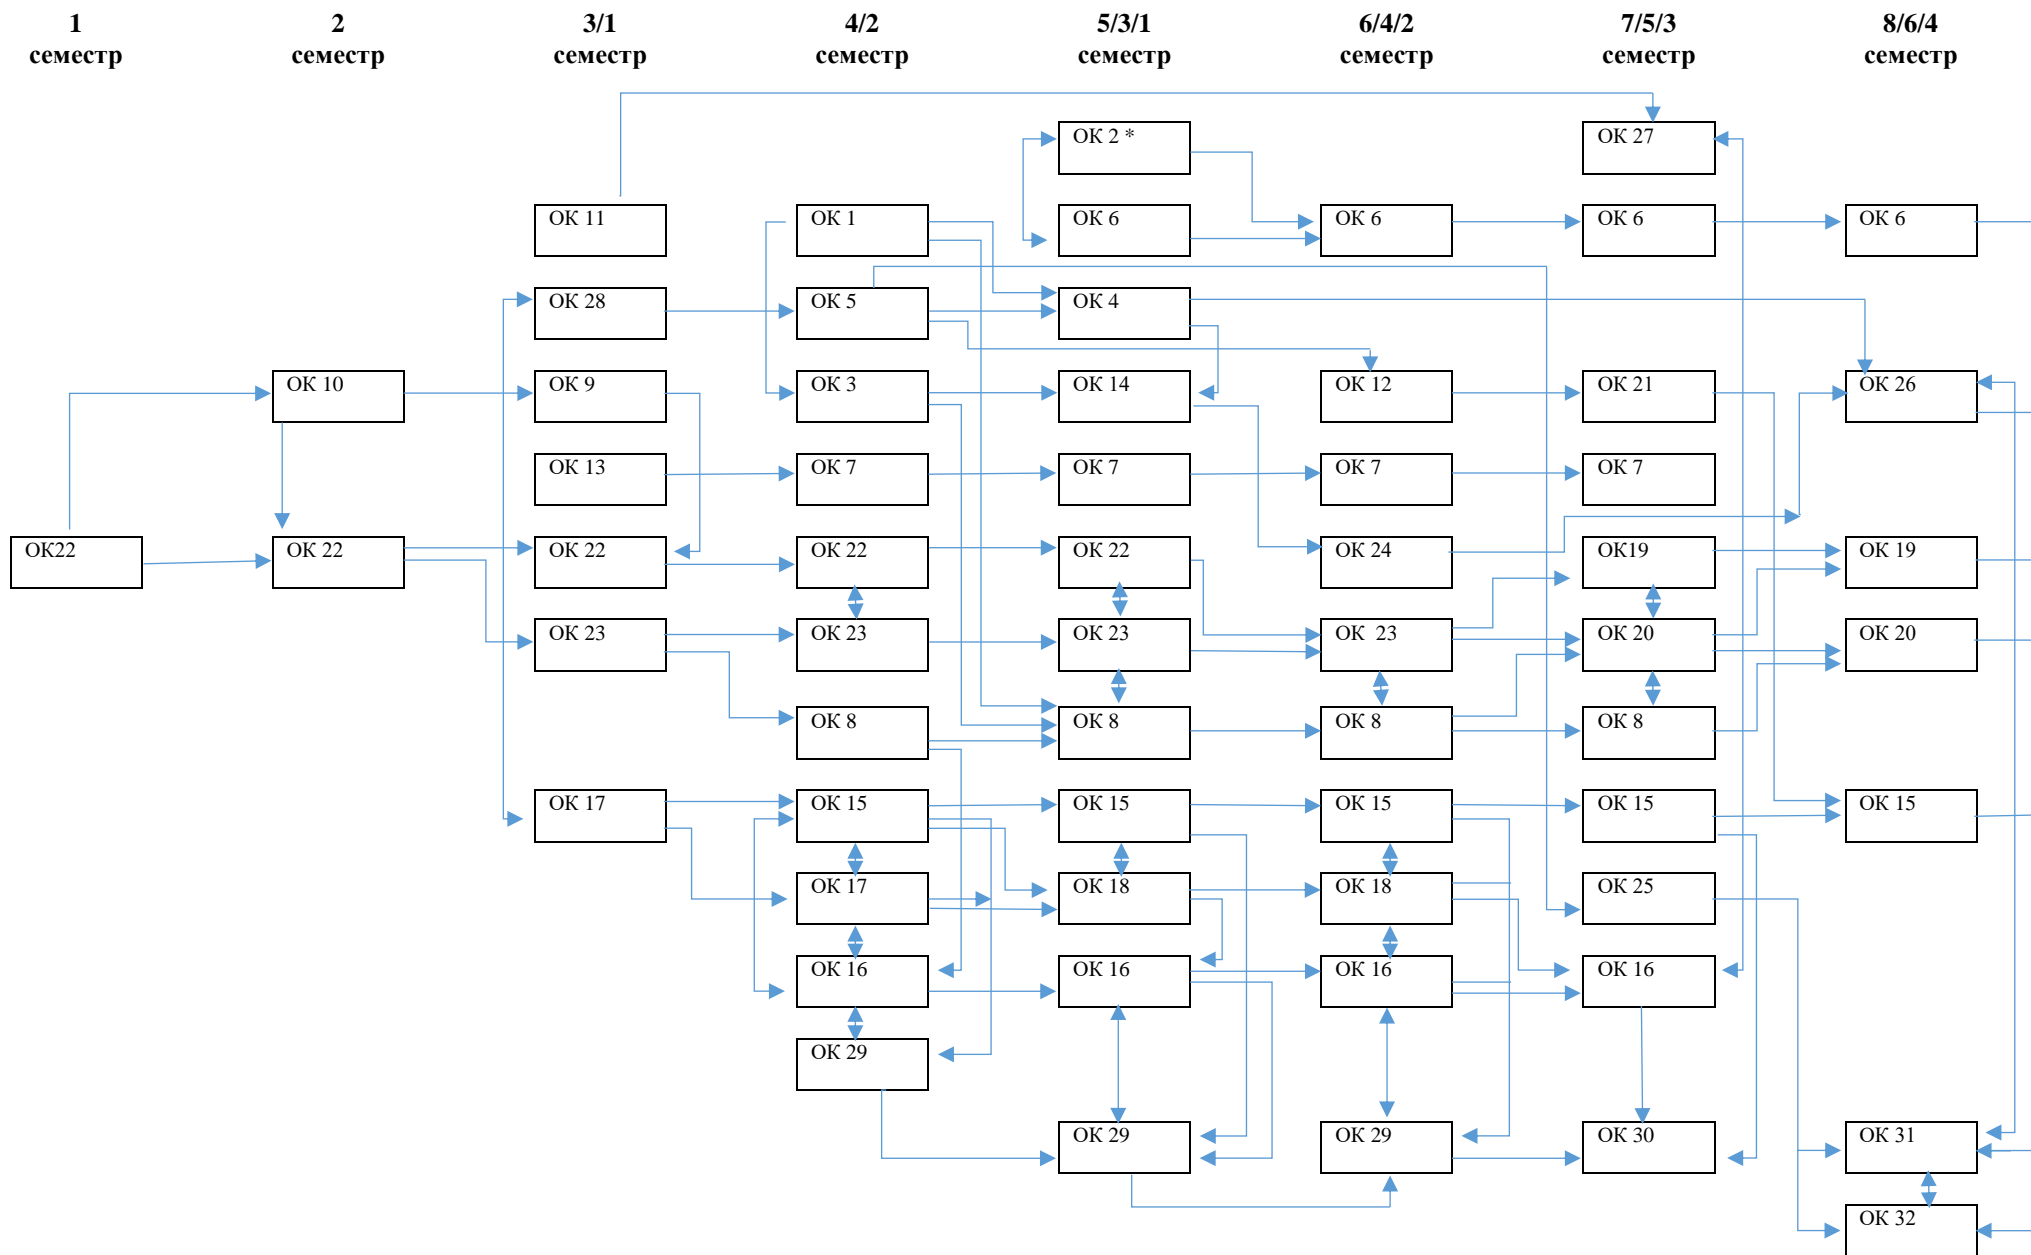 1 2 3/1 4/2 5/3/1 6/4/2 7/5/3 8/6/4
семестр семестр семестр семестр семестр семестр семестр семестр
ОК 2 * ОК 27
ОК 11 ОК 1 ОК 6 ОК 6 ОК 6 ОК 6
ОК 28 ОК 5 ОК 4
ОК 10 ОК 9 ОК 3 ОК 14 ОК 12 ОК 21 ОК 26
ОК 13 ОК 7 ОК 7 ОК 7 ОК 7
ОК22 ОК 22 ОК 22 ОК 22 ОК 22 ОК 24 ОК19 ОК 19
ОК 23 ОК 23 ОК 23 ОК 23 ОК 20 ОК 20
ОК 8 ОК 8 ОК 8 ОК 8
ОК 17 ОК 15 ОК 15 ОК 15 ОК 15 ОК 15
ОК 17 ОК 18 ОК 18 ОК 25
ОК 16 ОК 16 ОК 16 ОК 16
ОК 29
ОК 29 ОК 29 ОК 30 ОК 31
ОК 32